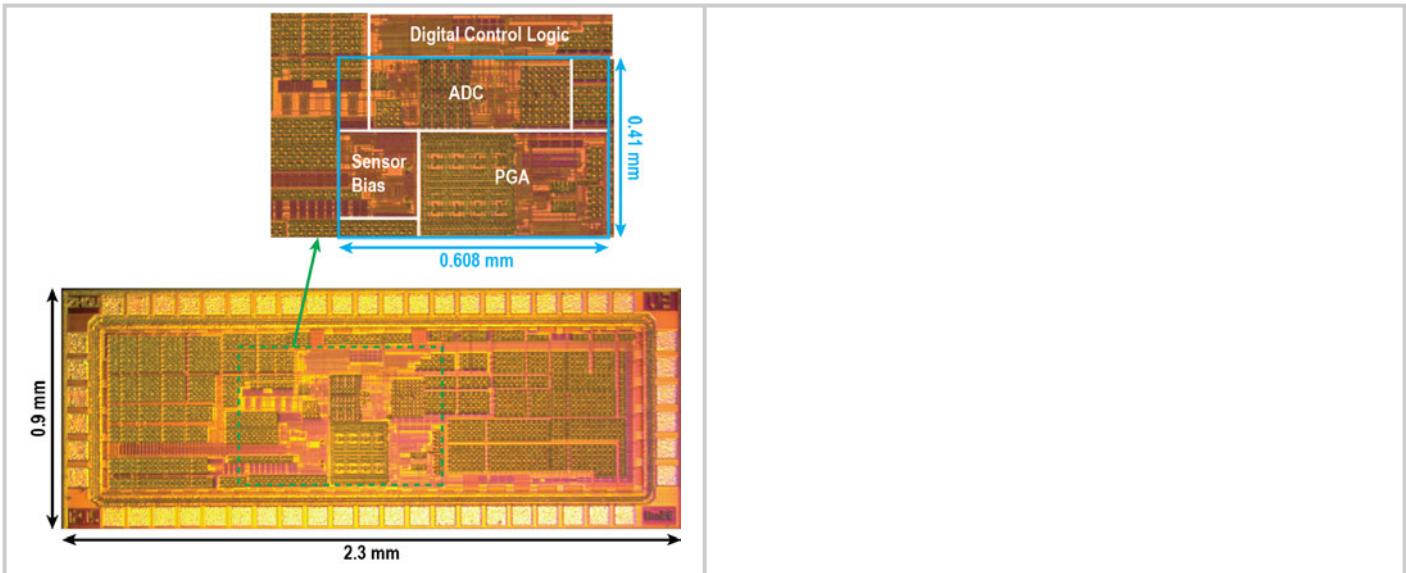 Digital Control Logic
ADC
0.41 mm
Sensor
Bias
PGA
0.608 mm
0.9 mm
2.3 mm